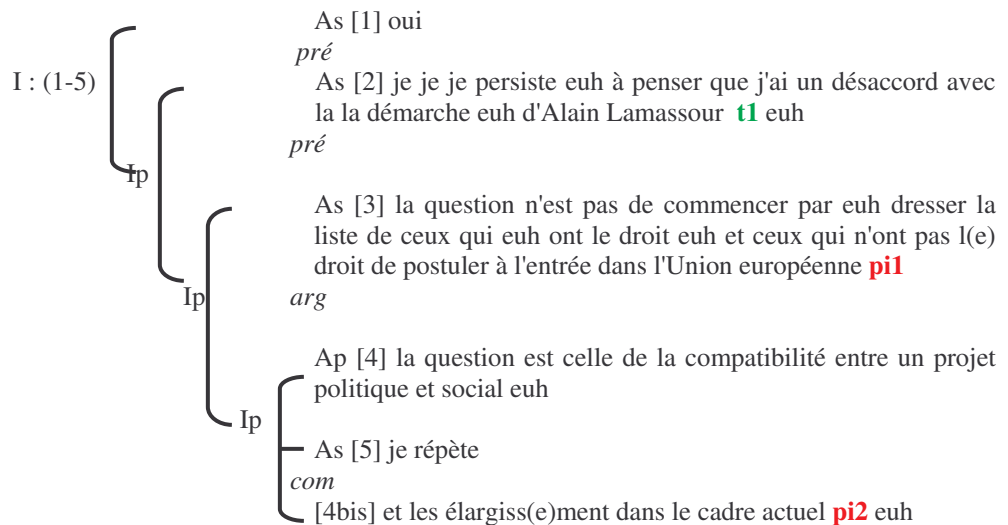 As [1] oui
pré
I : (1-5)
As [2] je je je persiste euh à penser que j'ai un désaccord avec
la la démarche euh d'Alain Lamassour t1 euh
pré
Ip
As [3] la question n'est pas de commencer par euh dresser la
liste de ceux qui euh ont le droit euh et ceux qui n'ont pas l(e)
droit de postuler à l'entrée dans l'Union européenne pi1
Ip
arg
Ap [4] la question est celle de la compatibilité entre un projet
politique et social euh
Ip
As [5] je répète
com
[4bis] et les élargiss(e)ment dans le cadre actuel pi2 euh